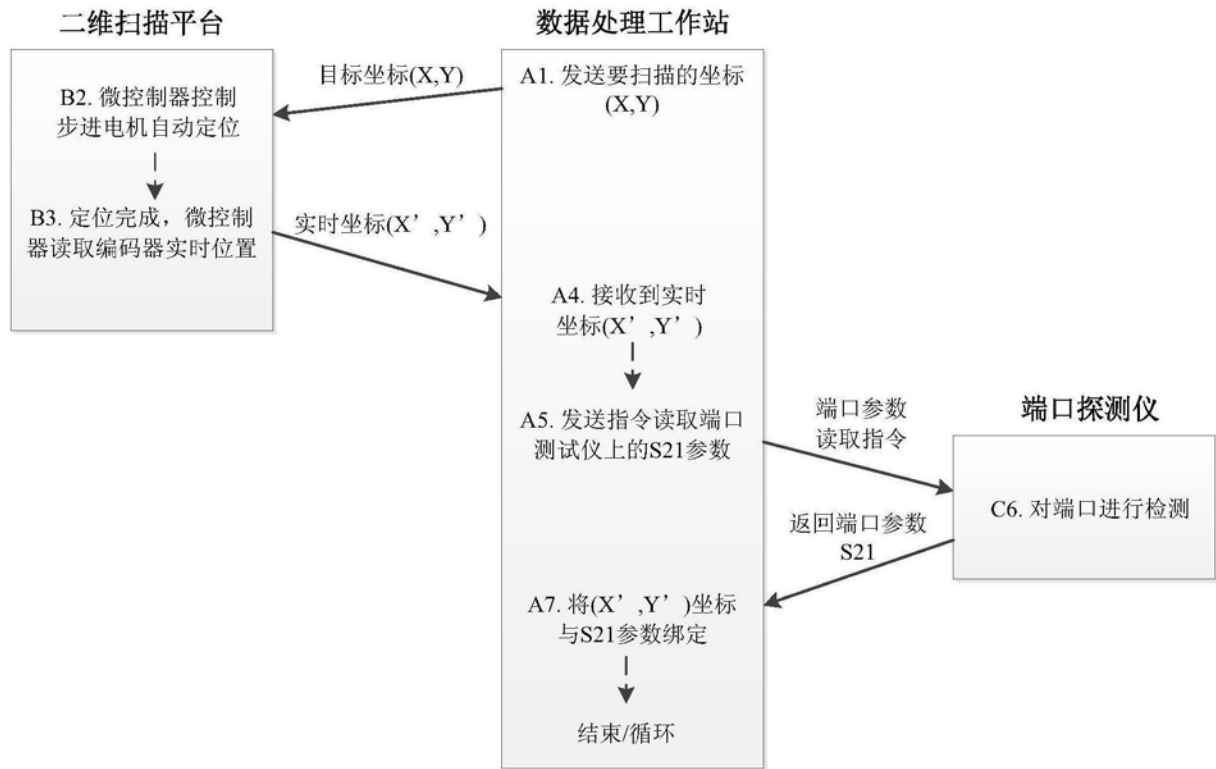 二维扫描平台
数据处理工作站
目标坐标(X,Y)
A1. 发送要扫描的坐标
(X,Y)
B2. 微控制器控制
步进电机自动定位
B3. 定位完成，微控制
器读取编码器实时位置
实时坐标(X’,Y’)
A4. 接收到实时
坐标(X’,Y’)
A5. 发送指令读取端口
测试仪上的S21参数
端口参数
读取指令
端口探测仪
C6. 对端口进行检测
返回端口参数
S21
A7. 将(X’,Y’)坐标
与S21参数绑定
结束/循环